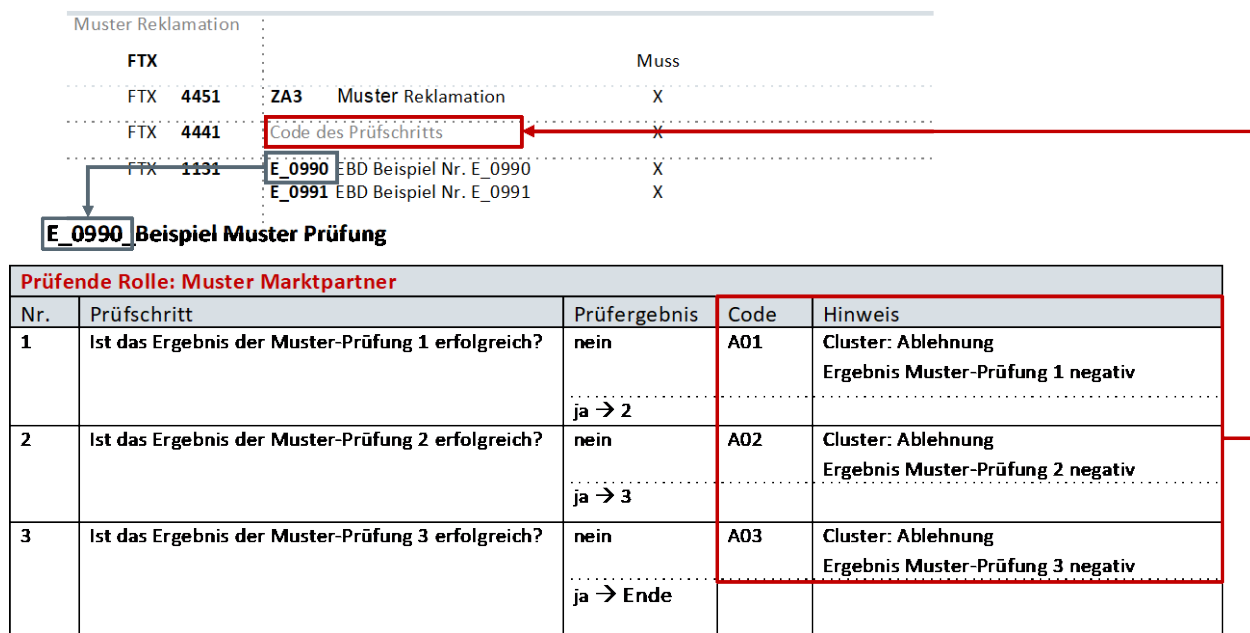 Muster Reklamation
FTX Muss
FTX 4451 ZA3 Muster Reklamation X
FTX 4441 Code des Prüfschritts X
FTX 1131 E_0990 EBD Beispiel Nr. E_0990 X
E_0991 EBD Beispiel Nr. E_0991 X
E_0990_Beispiel Muster Prüfung
Prüfende Rolle: Muster Marktpartner
Nr. Prüfschritt Prüfergebnis Code Hinweis
1 Ist das Ergebnis der Muster-Prüfung 1 erfolgreich? nein A01 Cluster: Ablehnung
Ergebnis Muster-Prüfung 1 negativ
ja → 2
2 Ist das Ergebnis der Muster-Prüfung 2 erfolgreich? nein A02 Cluster: Ablehnung
Ergebnis Muster-Prüfung 2 negativ
ja → 3
3 Ist das Ergebnis der Muster-Prüfung 3 erfolgreich? nein A03 Cluster: Ablehnung
Ergebnis Muster-Prüfung 3 negativ
ja → Ende